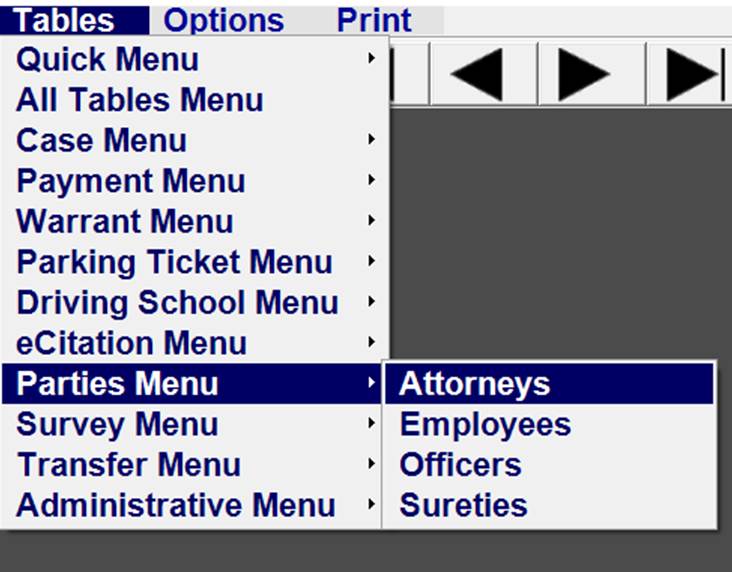 Tables Options Print
Quick Menu
All Tables Menu
Case Menu
Payment Menu
Warrant Menu
Parking Ticket Menu
Driving School Menu
eCitation Menu
Parties Menu
Survey Menu
Transfer Menu
Administrative Menu
Attorneys
Employees
Officers
Sureties